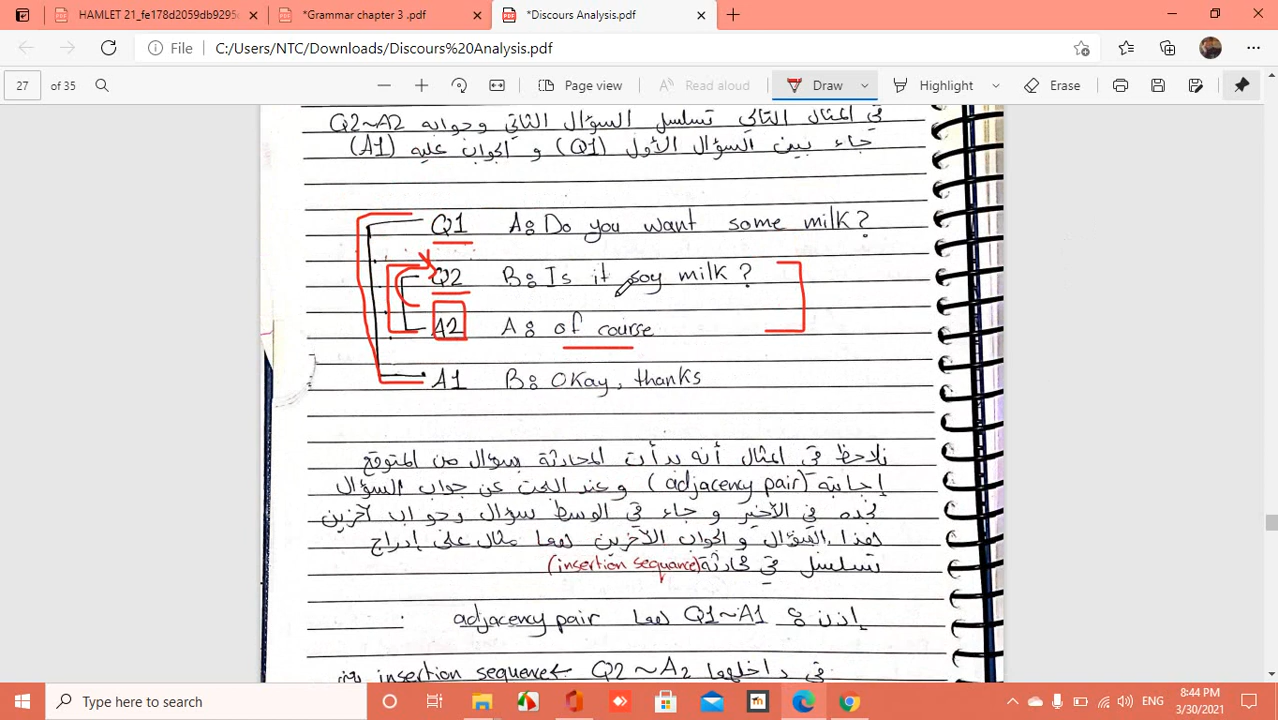 HAMLET 21_fe178d2059db9295
*Grammar chapter 3 .pdf
*Discours Analysis.pdf
File
C:/Users/NTC/Downloads/Discours%20Analysis.pdf
27 of 35
Page view
Read aloud
Draw
Highlight
Erase
في المثال التالي تسلسل السؤال الثاني وجوابه Q2~A2
جاء بين السؤال الأول (Q1) و الجواب عليه (A1)
Q1 A: Do you want some milk?
Q2 B: Is it soy milk?
A2 A: of course
A1 B: Okay, thanks
نلاحظ في المثال أنه بدأت المحادثة بسؤال من المتوقع
إجابته (adjacency pair) وعند البحث عن جواب السؤال
نجده في الأخير و جاء في الوسط سؤال وجواب آخرين
هذا السؤال و الجواب الآخرين هما مثال على إدراج
تسلسل في محادثة (insertion sequance)
إذن : Q1~A1 هما adjacency pair
في داخلها Q2~A2 ← insertion sequence
Type here to search
ENG
8:44 PM
3/30/2021